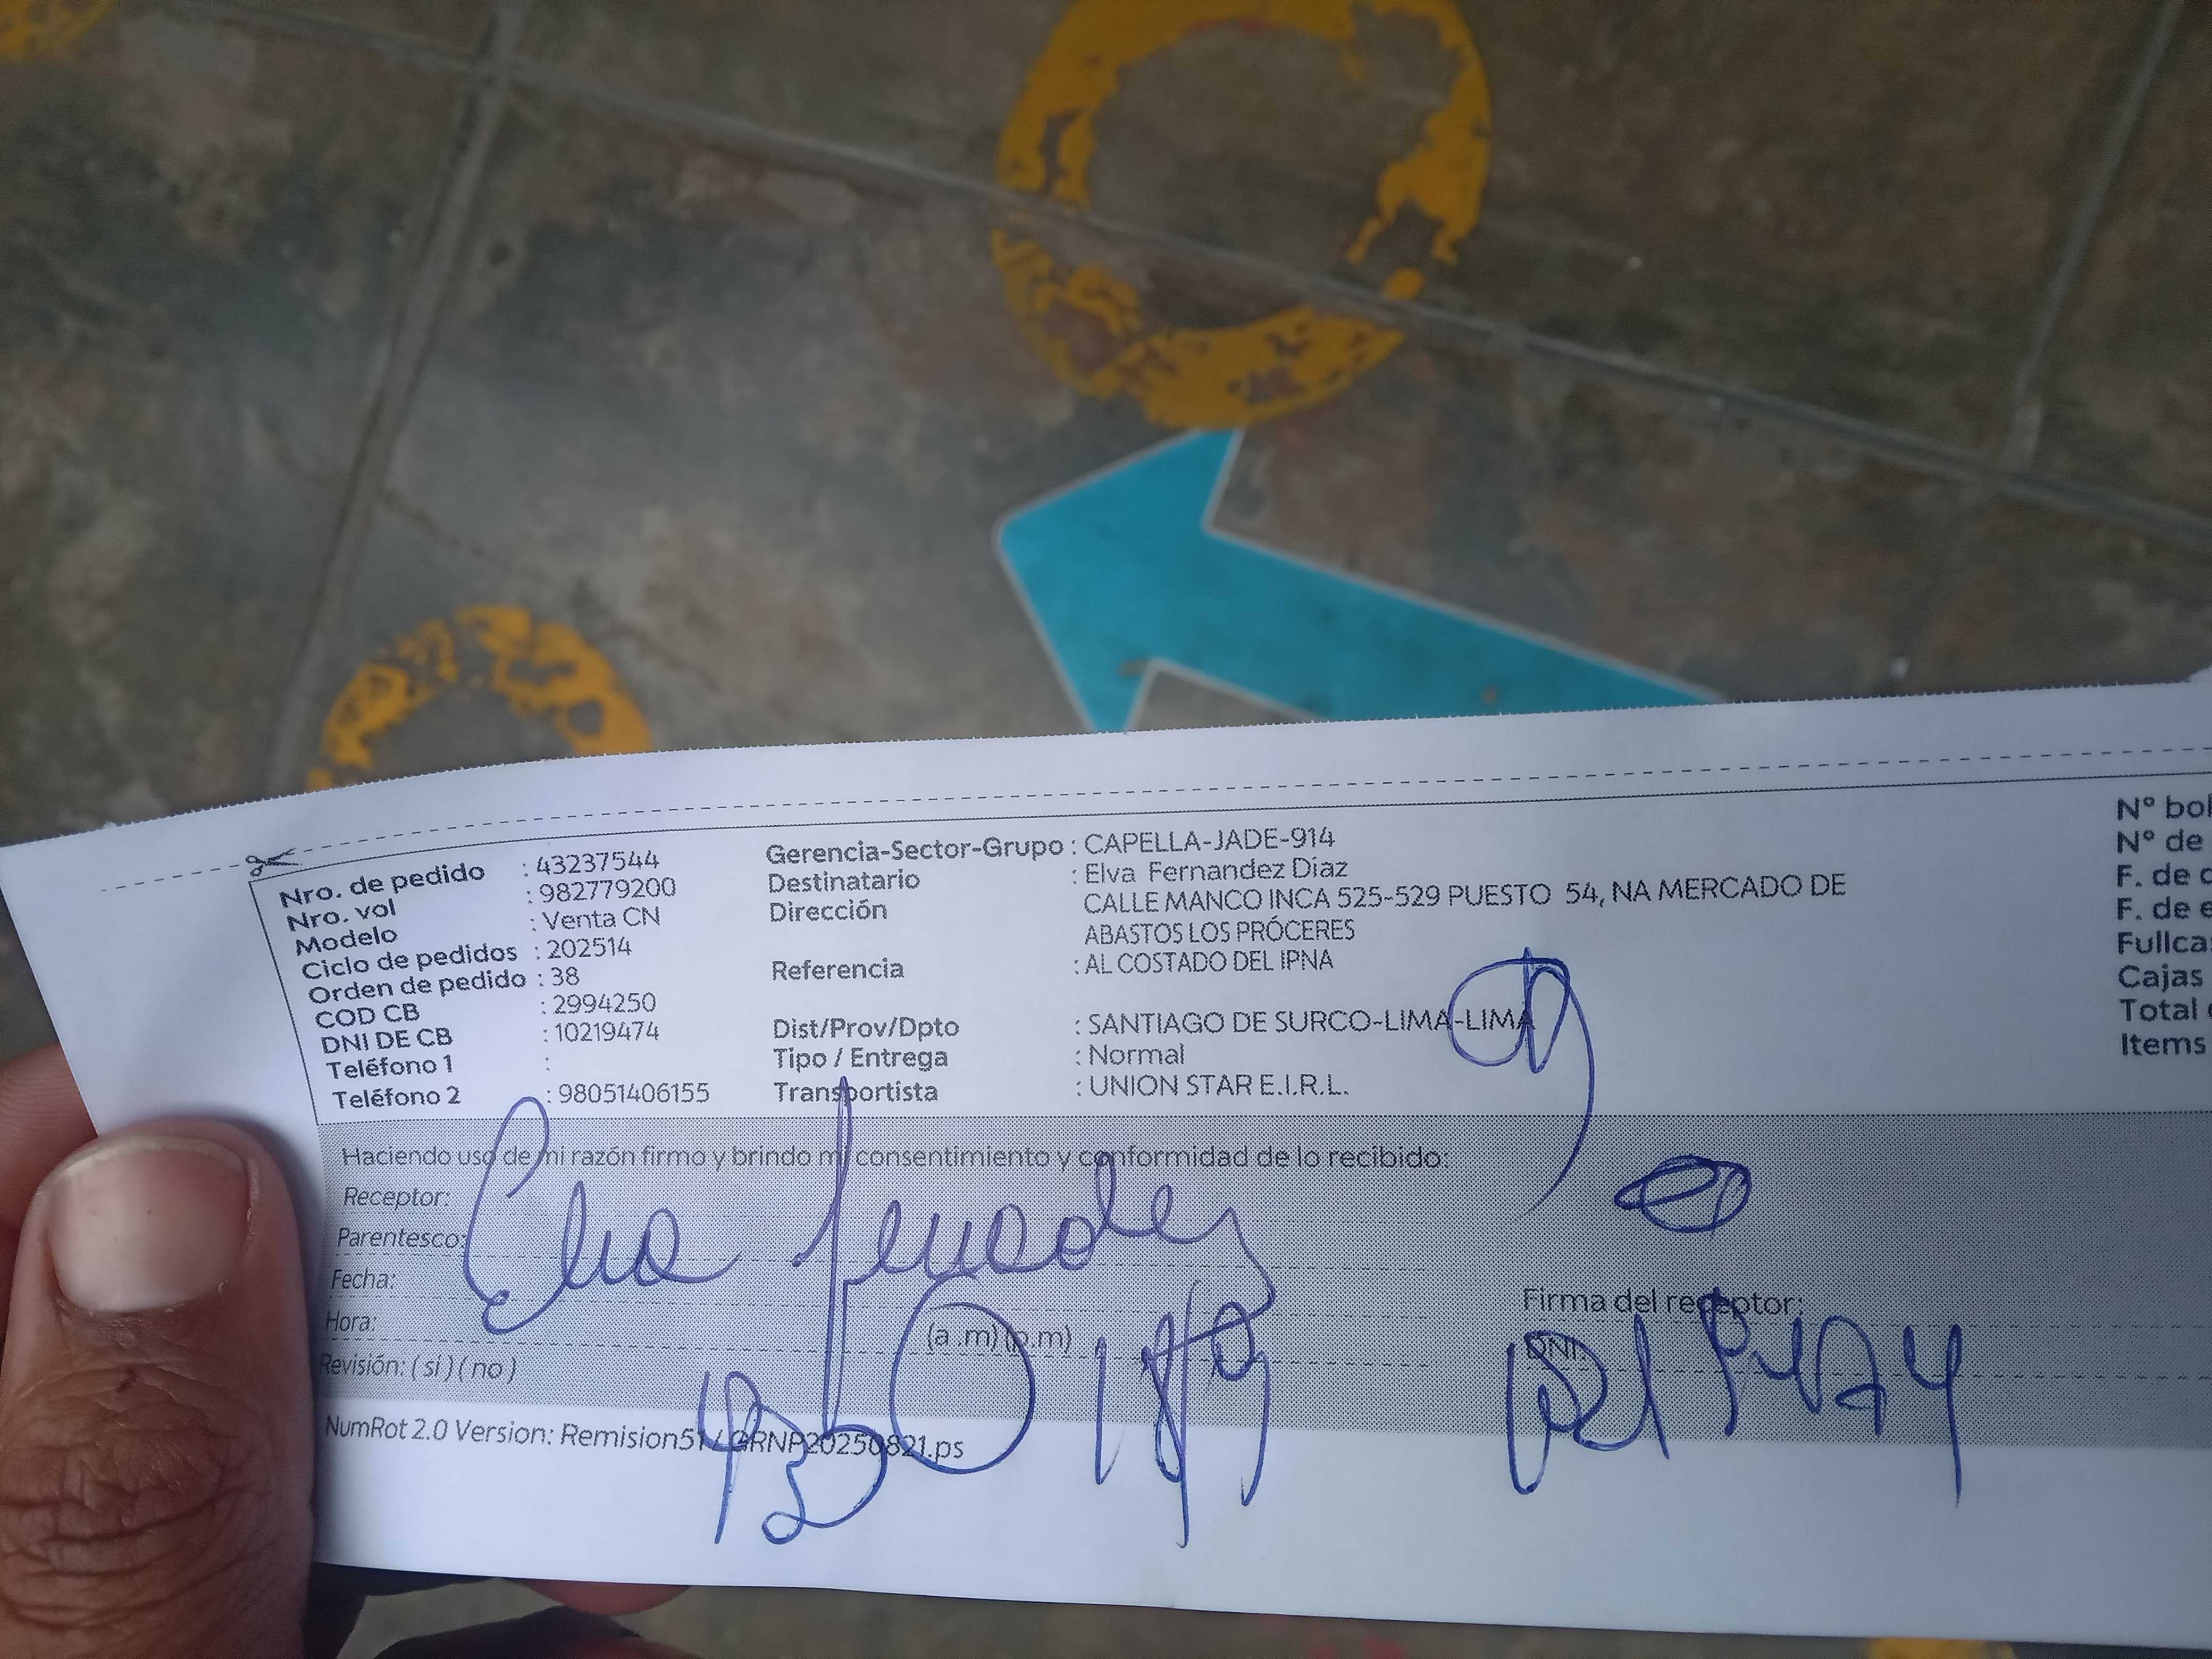 Nro. de pedido : 43237544
Nro. vol : 982779200
Modelo : Venta CN
Ciclo de pedidos : 202514
Orden de pedido : 38
COD CB : 2994250
DNI DE CB : 10219474
Teléfono 1 :
Teléfono 2 : 98051406155
Gerencia-Sector-Grupo : CAPELLA-JADE-914
Destinatario : Elva Fernandez Diaz
Dirección CALLE MANCO INCA 525-529 PUESTO 54, NA MERCADO DE
ABASTOS LOS PRÓCERES
Referencia : AL COSTADO DEL IPNA
Dist/Prov/Dpto : SANTIAGO DE SURCO-LIMA-LIMA
Tipo / Entrega : Normal
Transportista : UNION STAR E.I.R.L.
Nº bol
Nº de
F. de
F. de e
Fullca
Cajas
Total
Items
Haciendo uso de mi razón firmo y brindo mi consentimiento y conformidad de lo recibido:
Receptor:
Parentesco:
Fecha:
Hora: (a .m) (p.m)
Revisión: ( si ) ( no )
Firma del receptor:
DNI:
NumRot 2.0 Version: Remision51 / GRNP20250821.ps